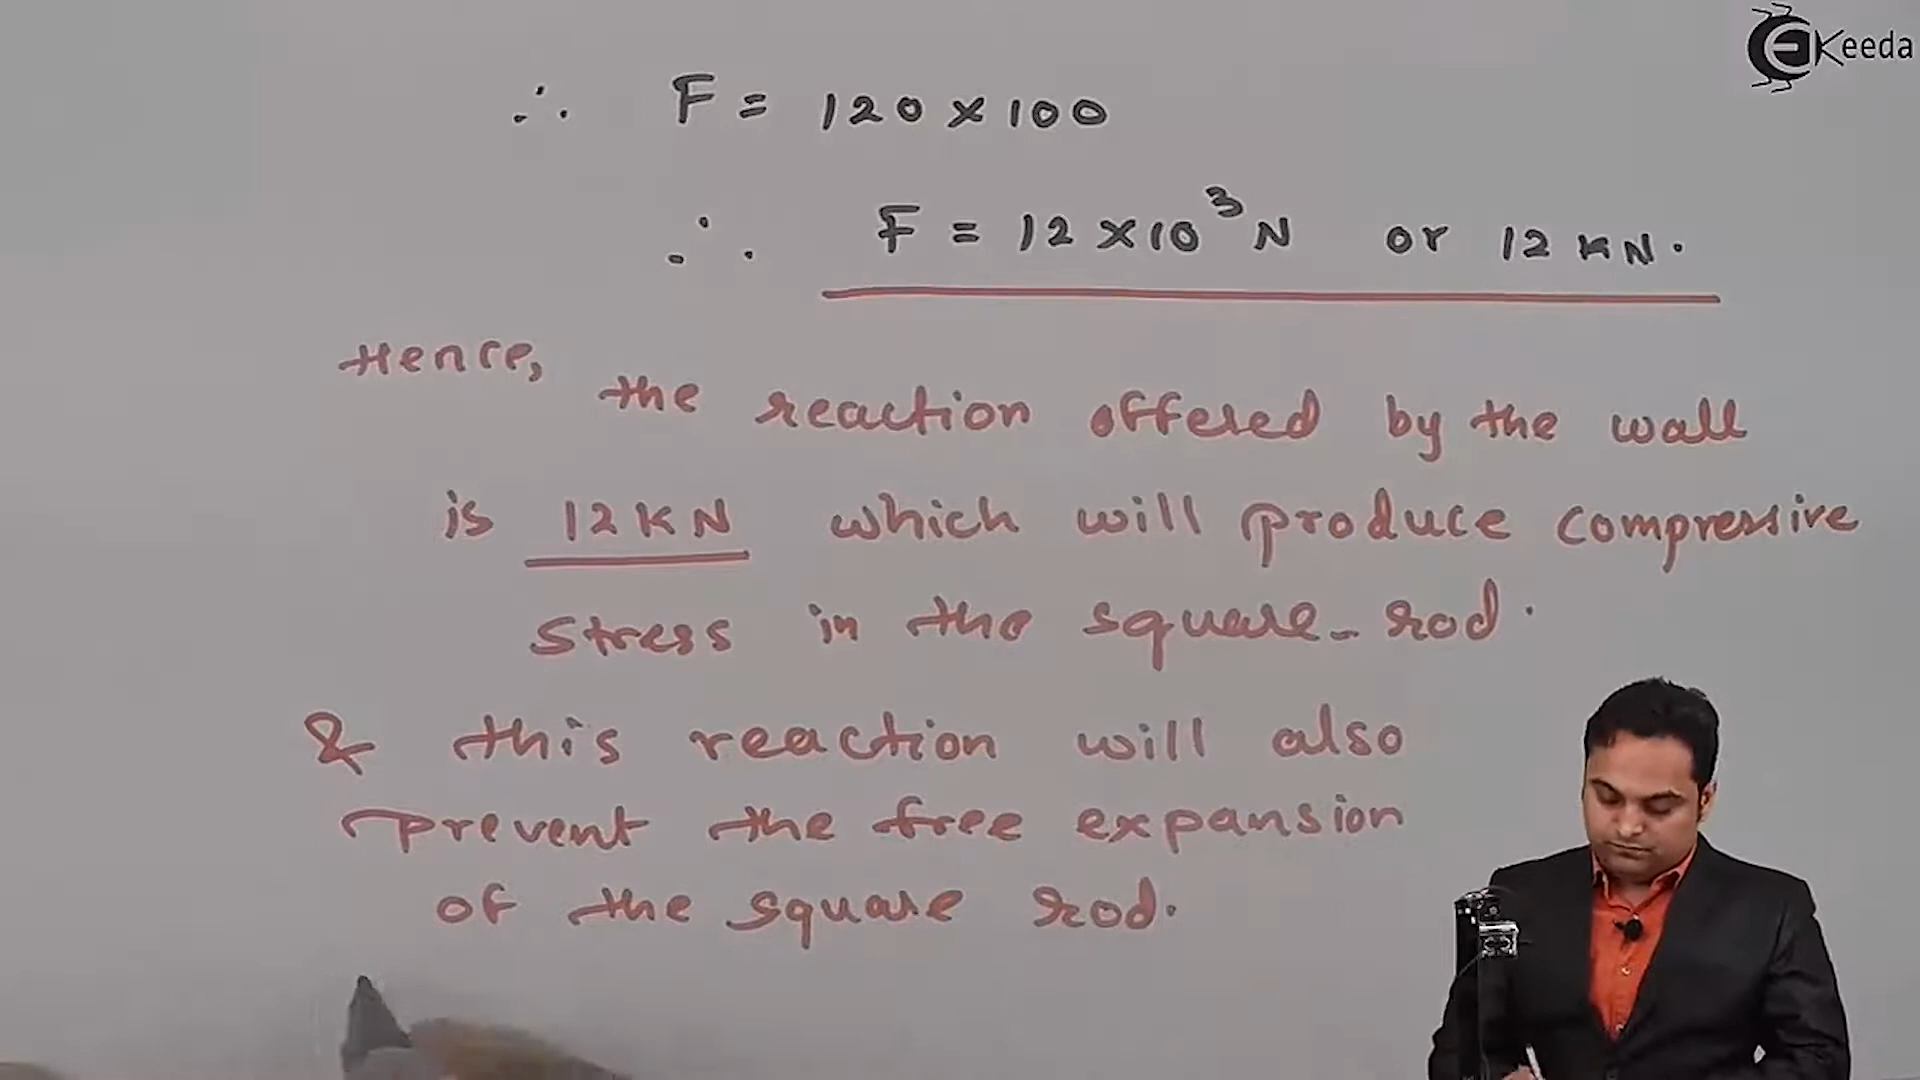 EKeeda
∴ F = 120 × 100
∴ F = 12 × 10³ N or 12 KN.
Hence, the reaction offered by the wall
is 12 KN which will produce compressive
stress in the square-rod.
& this reaction will also
prevent the free expansion
of the square rod.